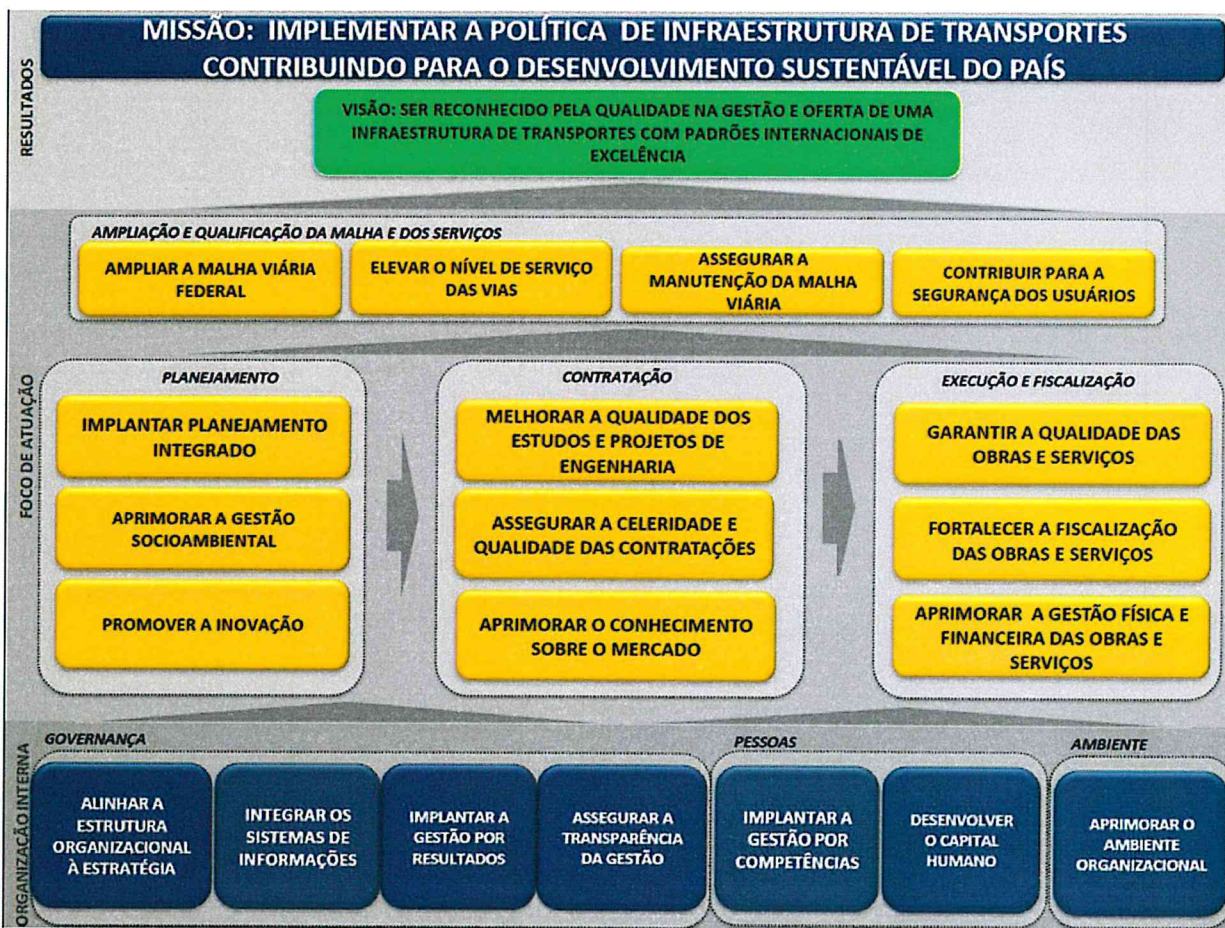 MISSÃO: IMPLEMENTAR A POLÍTICA DE INFRAESTRUTURA DE TRANSPORTES
CONTRIBUINDO PARA O DESENVOLVIMENTO SUSTENTÁVEL DO PAÍS
RESULTADOS
VISÃO: SER RECONHECIDO PELA QUALIDADE NA GESTÃO E OFERTA DE UMA
INFRAESTRUTURA DE TRANSPORTES COM PADRÕES INTERNACIONAIS DE
EXCELÊNCIA
FOCO DE ATUAÇÃO
AMPLIAÇÃO E QUALIFICAÇÃO DA MALHA E DOS SERVIÇOS
AMPLIAR A MALHA VIÁRIA
FEDERAL
ELEVAR O NÍVEL DE SERVIÇO
DAS VIAS
ASSEGURAR A
MANUTENÇÃO DA MALHA
VIÁRIA
CONTRIBUIR PARA A
SEGURANÇA DOS USUÁRIOS
PLANEJAMENTO
IMPLANTAR PLANEJAMENTO
INTEGRADO
APRIMORAR A GESTÃO
SOCIOAMBIENTAL
PROMOVER A INOVAÇÃO
CONTRATAÇÃO
MELHORAR A QUALIDADE DOS
ESTUDOS E PROJETOS DE
ENGENHARIA
ASSEGURAR A CELERIDADE E
QUALIDADE DAS CONTRATAÇÕES
APRIMORAR O CONHECIMENTO
SOBRE O MERCADO
EXECUÇÃO E FISCALIZAÇÃO
GARANTIR A QUALIDADE DAS
OBRAS E SERVIÇOS
FORTALECER A FISCALIZAÇÃO
DAS OBRAS E SERVIÇOS
APRIMORAR A GESTÃO FÍSICA E
FINANCEIRA DAS OBRAS E
SERVIÇOS
ORGANIZAÇÃO INTERNA
GOVERNANÇA
ALINHAR A
ESTRUTURA
ORGANIZACIONAL
À ESTRATÉGIA
INTEGRAR OS
SISTEMAS DE
INFORMAÇÕES
IMPLANTAR A
GESTÃO POR
RESULTADOS
ASSEGURAR A
TRANSPARÊNCIA
DA GESTÃO
PESSOAS
IMPLANTAR A
GESTÃO POR
COMPETÊNCIAS
DESENVOLVER
O CAPITAL
HUMANO
AMBIENTE
APRIMORAR O
AMBIENTE
ORGANIZACIONAL